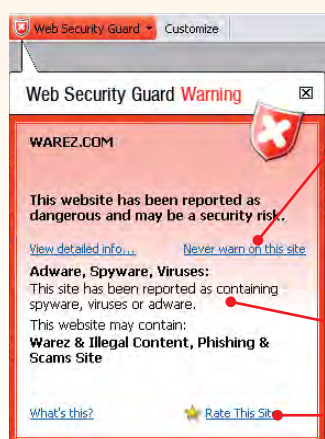 Web Security Guard Customize
Web Security Guard Warning
WAREZ.COM
This website has been reported as
dangerous and may be a security risk.
View detailed info... Never warn on this site
Adware, Spyware, Viruses:
This site has been reported as containing
spyware, viruses or adware.
This website may contain:
Warez & Illegal Content, Phishing &
Scams Site
What's this? Rate This Site